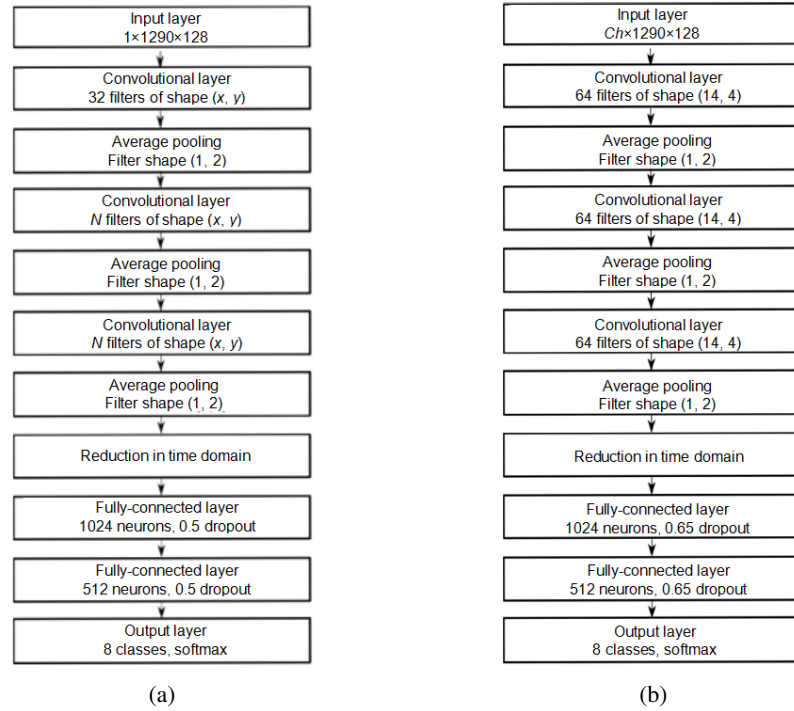 Input layer
1×1290×128
Convolutional layer
32 filters of shape (x, y)
Average pooling
Filter shape (1, 2)
Convolutional layer
N filters of shape (x, y)
Average pooling
Filter shape (1, 2)
Convolutional layer
N filters of shape (x, y)
Average pooling
Filter shape (1, 2)
Reduction in time domain
Fully-connected layer
1024 neurons, 0.5 dropout
Fully-connected layer
512 neurons, 0.5 dropout
Output layer
8 classes, softmax
(a)
Input layer
Ch×1290×128
Convolutional layer
64 filters of shape (14, 4)
Average pooling
Filter shape (1, 2)
Convolutional layer
64 filters of shape (14, 4)
Average pooling
Filter shape (1, 2)
Convolutional layer
64 filters of shape (14, 4)
Average pooling
Filter shape (1, 2)
Reduction in time domain
Fully-connected layer
1024 neurons, 0.65 dropout
Fully-connected layer
512 neurons, 0.65 dropout
Output layer
8 classes, softmax
(b)